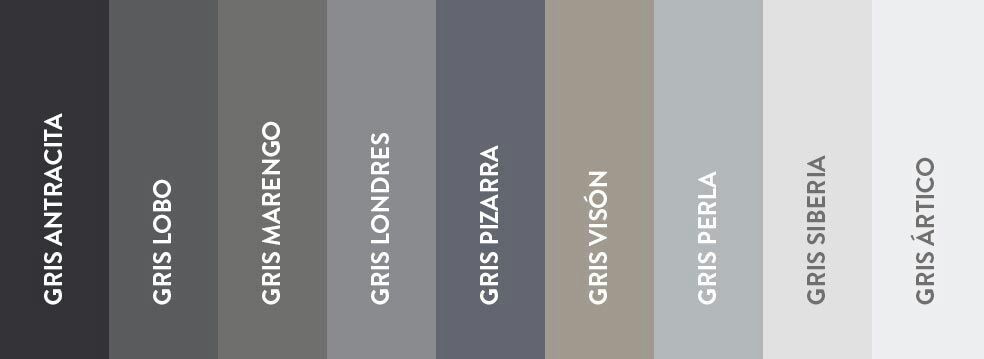 GRIS ANTRACITA
GRIS LOBO
GRIS MARENGO
GRIS LONDRES
GRIS PIZARRA
GRIS VISÓN
GRIS PERLA
GRIS SIBERIA
GRIS ÁRTICO